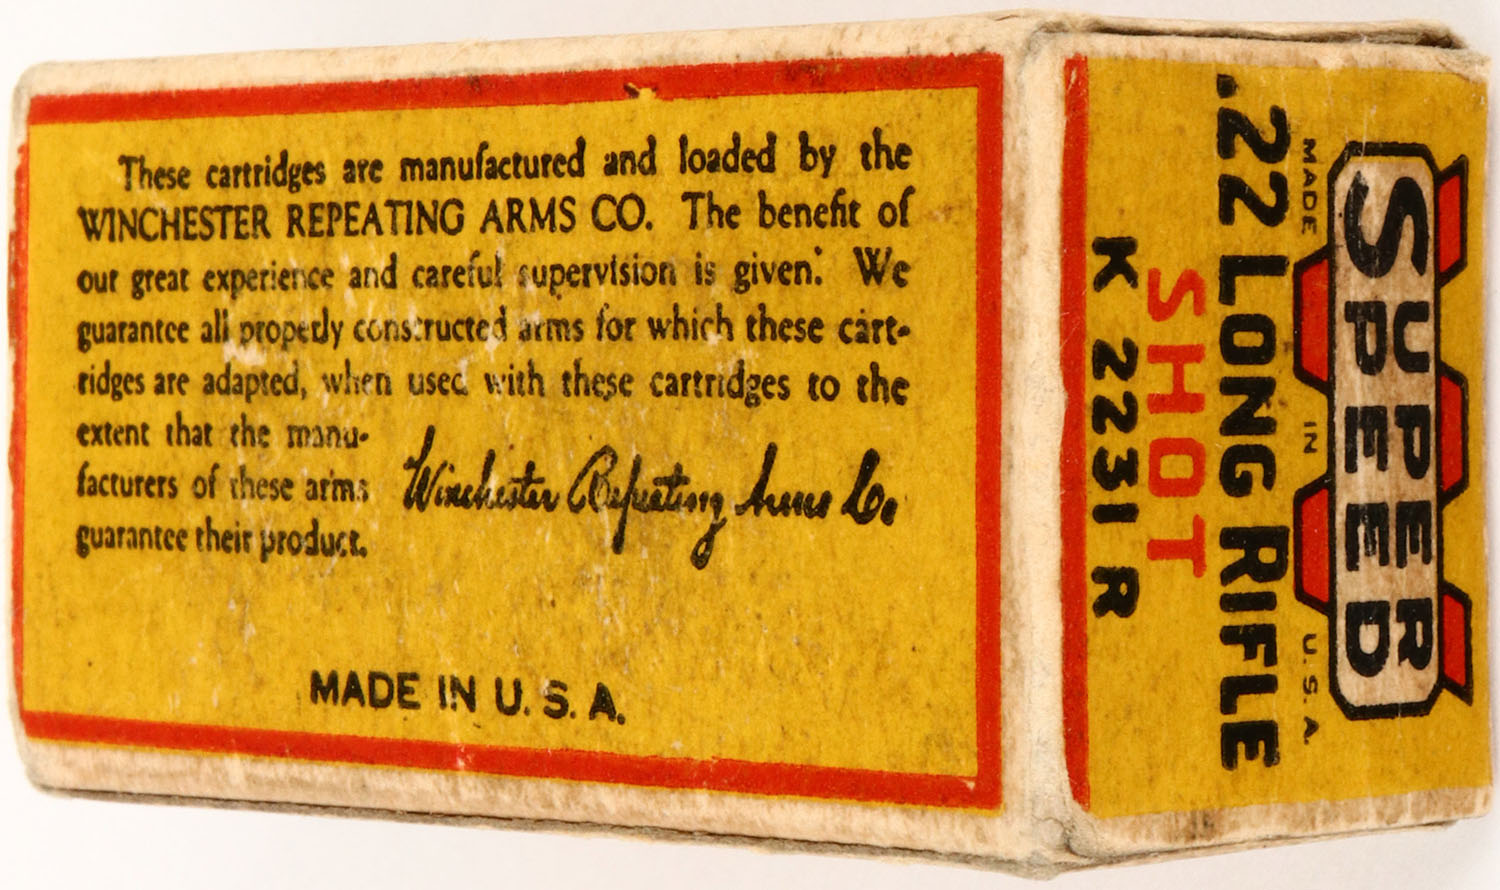 These cartridges are manufactured and loaded by the
WINCHESTER REPEATING ARMS CO. The benefit of
our great experience and careful supervision is given. We
guarantee all properly constructed arms for which these cart-
ridges are adapted, when used with these cartridges to the
extent that the manu-
facturers of these arms
guarantee their product.
Winchester Repeating Arms Co.
MADE IN U. S. A.
SUPER
SPEED
MADE IN U.S.A.
.22 LONG RIFLE
SHOT
K 2231 R